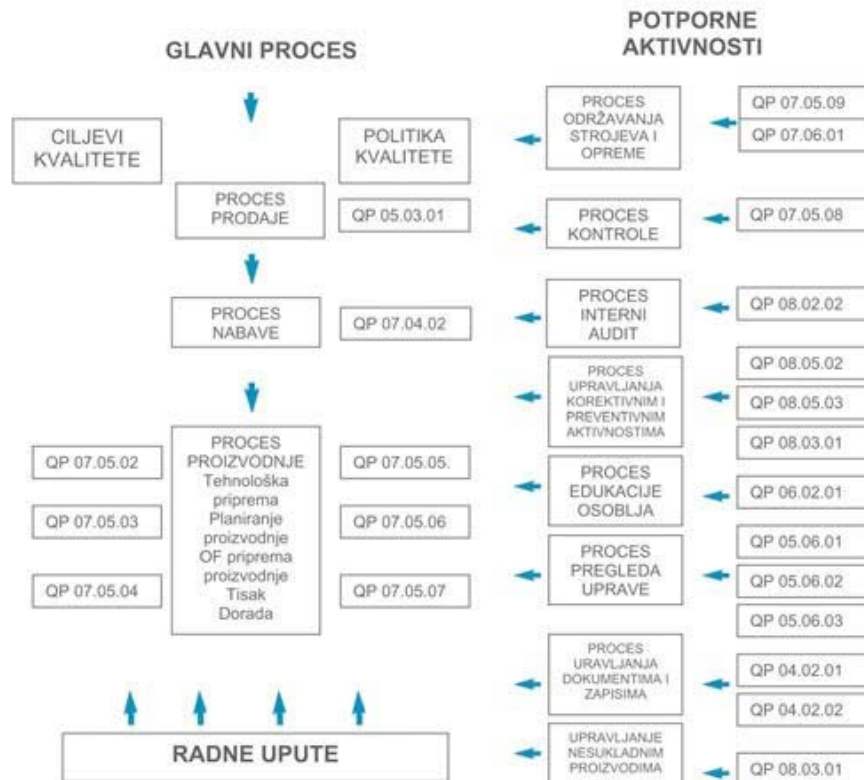 GLAVNI PROCES
CILJEVI
KVALITETE
POLITIKA
KVALITETE
PROCES
PRODAJE
QP 05.03.01
PROCES
NABAVE
QP 07.04.02
QP 07.05.02
QP 07.05.03
QP 07.05.04
PROCES
PROIZVODNJE
Tehnološka
priprema
Planiranje
proizvodnje
OF priprema
proizvodnje
Tisak
Dorada
QP 07.05.05.
QP 07.05.06
QP 07.05.07
RADNE UPUTE
POTPORNE
AKTIVNOSTI
PROCES
ODRŽAVANJA
STROJEVA I
OPREME
QP 07.05.09
QP 07.06.01
PROCES
KONTROLE
QP 07.05.08
PROCES
INTERNI
AUDIT
QP 08.02.02
PROCES
UPRAVLJANJA
KOREKTIVNIM I
PREVENTIVNIM
AKTIVNOSTIMA
QP 08.05.02
QP 08.05.03
QP 08.03.01
PROCES
EDUKACIJE
OSOBLJA
QP 06.02.01
PROCES
PREGLEDA
UPRAVE
QP 05.06.01
QP 05.06.02
QP 05.06.03
PROCES
URAVLJANJA
DOKUMENTIMA I
ZAPISIMA
QP 04.02.01
QP 04.02.02
UPRAVLJANJE
NESUKLADNIM
PROIZVODIMA
QP 08.03.01